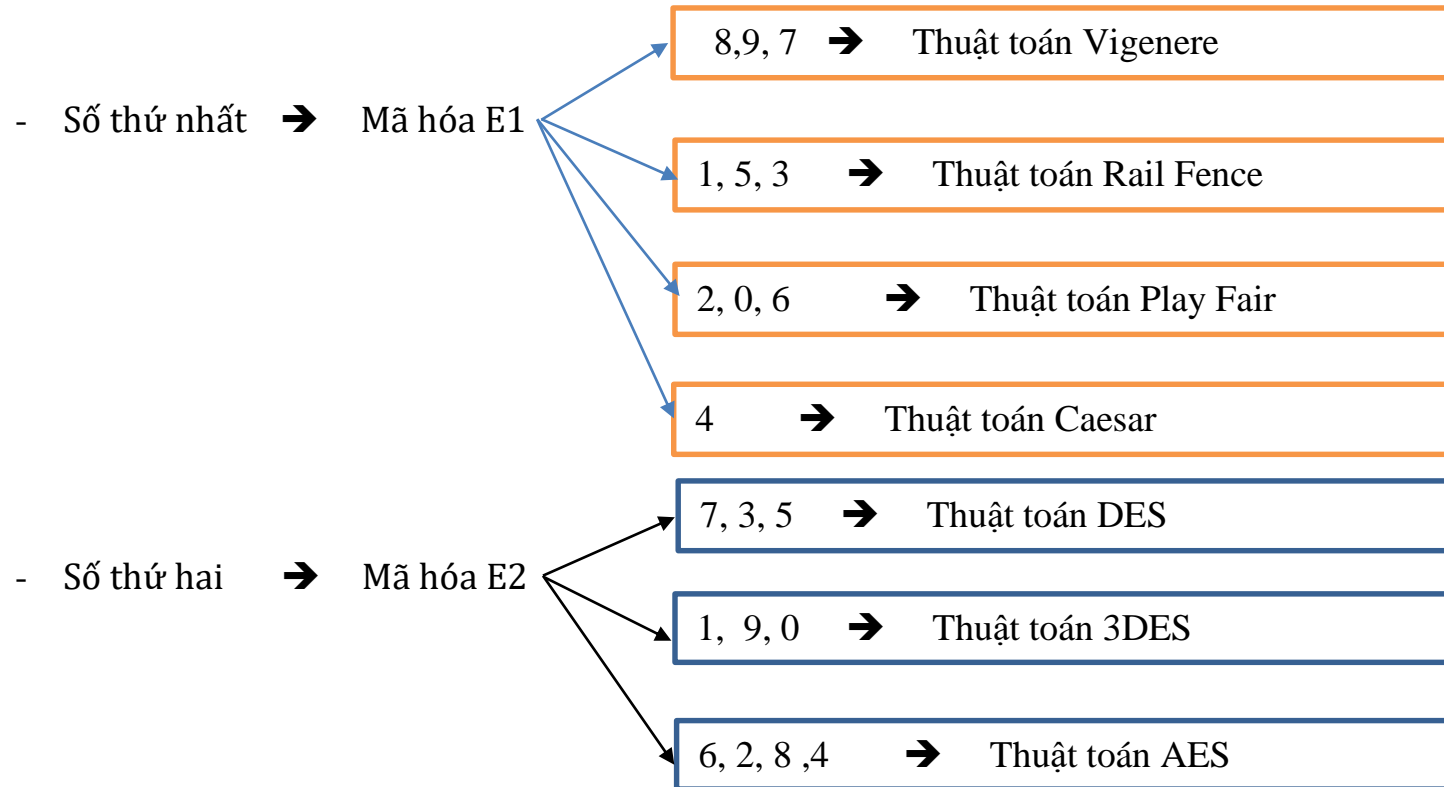 8,9, 7 ➔ Thuật toán Vigenere
- Số thứ nhất ➔ Mã hóa E1
1, 5, 3 ➔ Thuật toán Rail Fence
2, 0, 6 ➔ Thuật toán Play Fair
4 ➔ Thuật toán Caesar
7, 3, 5 ➔ Thuật toán DES
- Số thứ hai ➔ Mã hóa E2
1, 9, 0 ➔ Thuật toán 3DES
6, 2, 8 ,4 ➔ Thuật toán AES